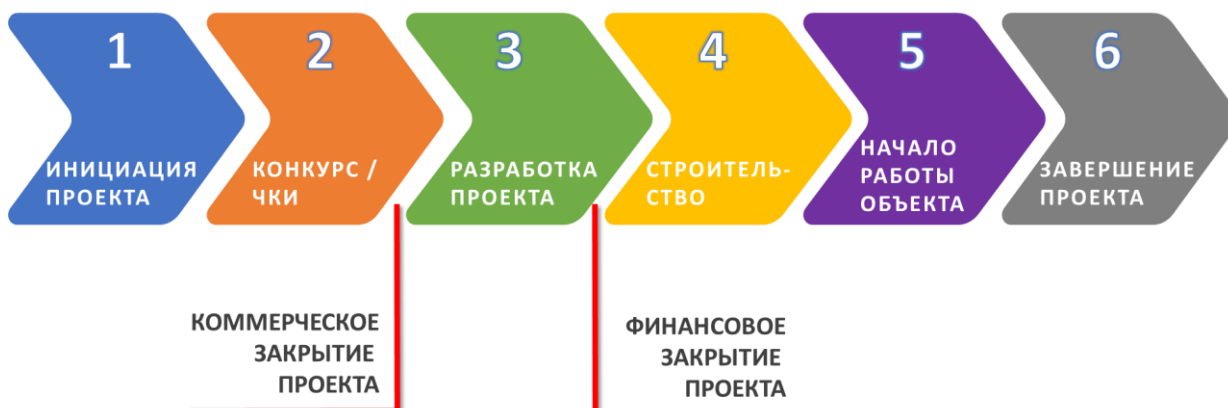 1
ИНИЦИАЦИЯ
ПРОЕКТА
2
КОНКУРС /
ЧКИ
3
РАЗРАБОТКА
ПРОЕКТА
4
СТРОИТЕЛЬ-
СТВО
5
НАЧАЛО
РАБОТЫ
ОБЪЕКТА
6
ЗАВЕРШЕНИЕ
ПРОЕКТА
КОММЕРЧЕСКОЕ
ЗАКРЫТИЕ
ПРОЕКТА
ФИНАНСОВОЕ
ЗАКРЫТИЕ
ПРОЕКТА